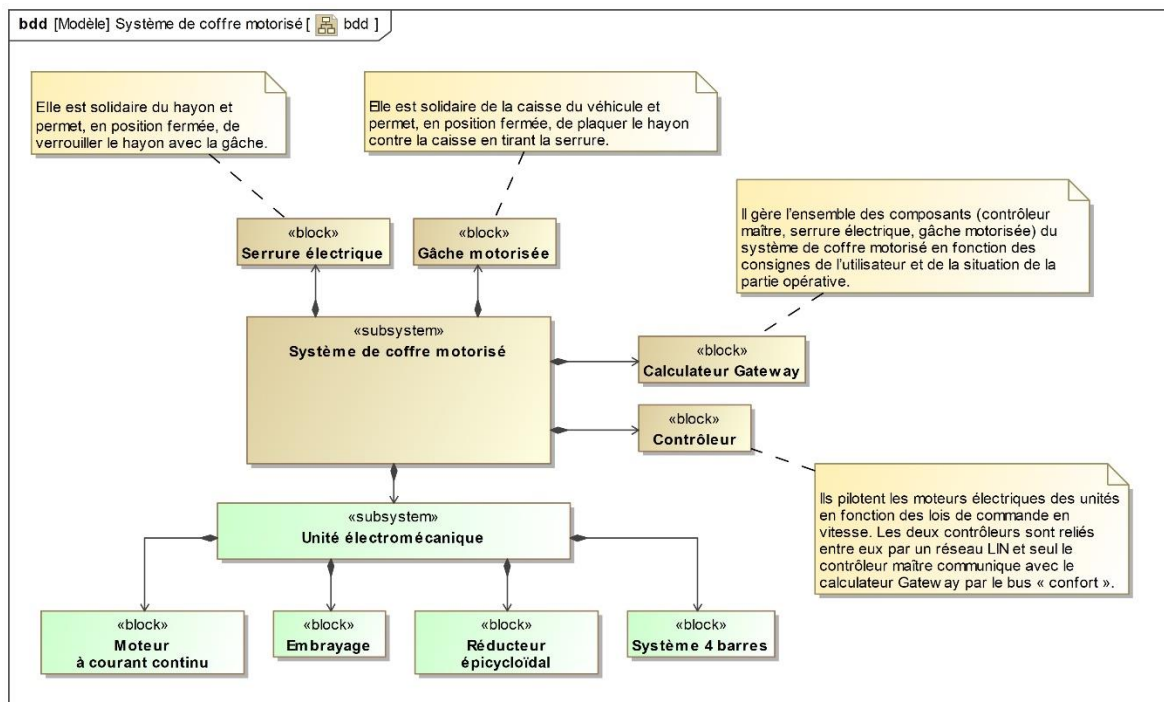 bdd [Modèle] Système de coffre motorisé [ bdd ]
Elle est solidaire du hayon et
permet, en position fermée, de
verrouiller le hayon avec la gâche.
Elle est solidaire de la caisse du véhicule et
permet, en position fermée, de plaquer le hayon
contre la caisse en tirant la serrure.
Il gère l'ensemble des composants (contrôleur
maître, serrure électrique, gâche motorisée) du
système de coffre motorisé en fonction des
consignes de l'utilisateur et de la situation de la
partie opérative.
«block»
Serrure électrique
«block»
Gâche motorisée
«subsystem»
Système de coffre motorisé
«block»
Calculateur Gateway
«block»
Contrôleur
Ils pilotent les moteurs électriques des unités
en fonction des lois de commande en
vitesse. Les deux contrôleurs sont reliés
entre eux par un réseau LIN et seul le
contrôleur maître communique avec le
calculateur Gateway par le bus « confort ».
«subsystem»
Unité électromécanique
«block»
Moteur
à courant continu
«block»
Embrayage
«block»
Réducteur
épicycloïdal
«block»
Système 4 barres